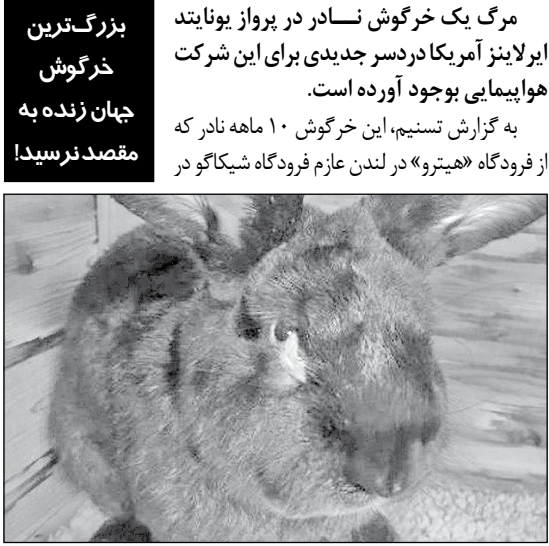 بزرگ‌ترین
خرگوش
جهان زنده به
مقصد نرسید!
مرگ یک خرگوش نـــادر در پرواز یونایتد
ایرلاینز آمریکا دردسر جدیدی برای این شرکت
هواپیمایی بوجود آورده است.
به گزارش تسنیم، این خرگوش ۱۰ ماهه نادر که
از فرودگاه «هیترو» در لندن عازم فرودگاه شیکاگو در